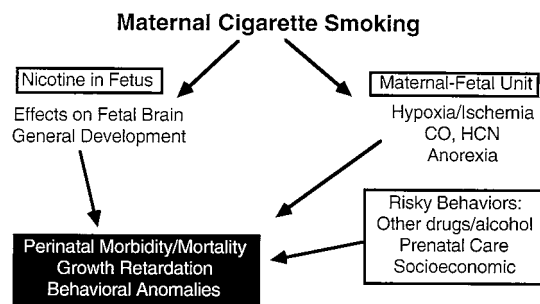 Maternal Cigarette Smoking
Nicotine in Fetus
Effects on Fetal Brain
General Development
Maternal-Fetal Unit
Hypoxia/Ischemia
CO, HCN
Anorexia
Risky Behaviors:
Other drugs/alcohol
Prenatal Care
Socioeconomic
Perinatal Morbidity/Mortality
Growth Retardation
Behavioral Anomalies